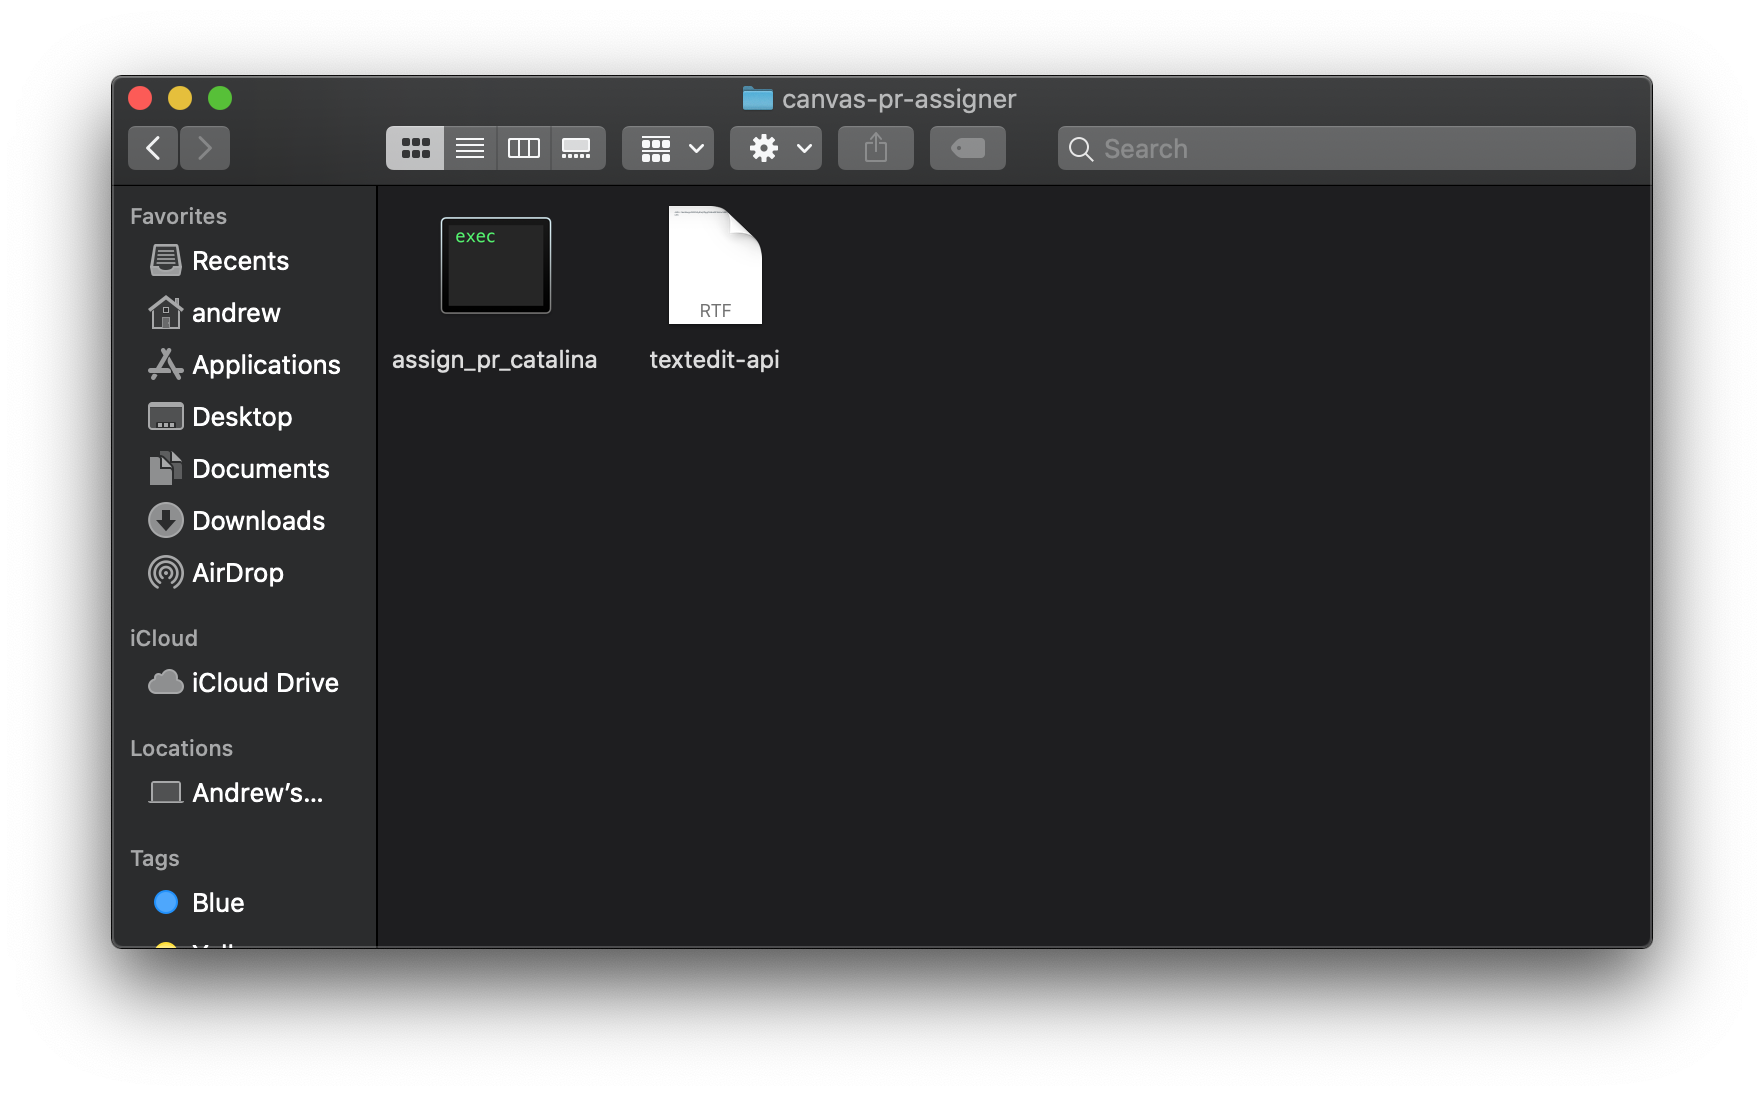 canvas-pr-assigner
Search
Favorites
Recents
andrew
Applications
Desktop
Documents
Downloads
AirDrop
iCloud
iCloud Drive
Locations
Andrew’s...
Tags
Blue
exec
RTF
assign_pr_catalina
textedit-api